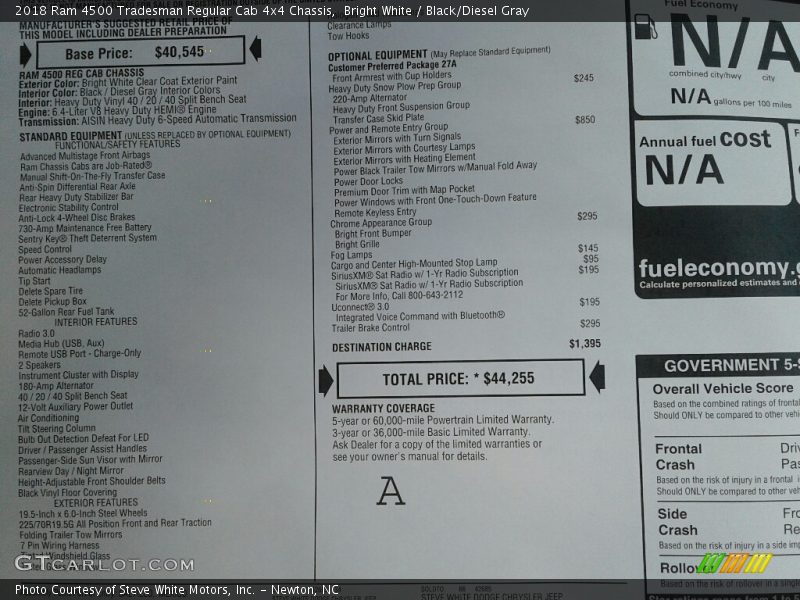 2018 Ram 4500 Tradesman Regular Cab 4x4 Chassis, Bright White / Black/Diesel Gray
MANUFACTURER'S SUGGESTED RETAIL PRICE OF
THIS MODEL INCLUDING DEALER PREPARATION
Base Price: $40,545
RAM 4500 REG CAB CHASSIS
Exterior Color: Bright White Clear Coat Exterior Paint
Interior Color: Black / Diesel Gray Interior Colors
Interior: Heavy Duty Vinyl 40 / 20 / 40 Split Bench Seat
Engine: 6.4-Liter V8 Heavy Duty HEMI® Engine
Transmission: AISIN Heavy Duty 6-Speed Automatic Transmission
STANDARD EQUIPMENT (UNLESS REPLACED BY OPTIONAL EQUIPMENT)
FUNCTIONAL/SAFETY FEATURES
Advanced Multistage Front Airbags
Ram Chassis Cabs are Job-Rated®
Manual Shift-On-The-Fly Transfer Case
Anti-Spin Differential Rear Axle
Rear Heavy Duty Stabilizer Bar
Electronic Stability Control
Anti-Lock 4-Wheel Disc Brakes
730-Amp Maintenance Free Battery
Sentry Key® Theft Deterrent System
Speed Control
Power Accessory Delay
Automatic Headlamps
Tip Start
Delete Spare Tire
Delete Pickup Box
52-Gallon Rear Fuel Tank
INTERIOR FEATURES
Radio 3.0
Media Hub (USB, Aux)
Remote USB Port - Charge-Only
2 Speakers
Instrument Cluster with Display
180-Amp Alternator
40 / 20 / 40 Split Bench Seat
12-Volt Auxiliary Power Outlet
Air Conditioning
Tilt Steering Column
Bulb Out Detection Defeat For LED
Driver / Passenger Assist Handles
Passenger-Side Sun Visor with Mirror
Rearview Day / Night Mirror
Height-Adjustable Front Shoulder Belts
Black Vinyl Floor Covering
EXTERIOR FEATURES
19.5-Inch x 6.0-Inch Steel Wheels
225/70R19.5G All Position Front and Rear Traction
Folding Trailer Tow Mirrors
7 Pin Wiring Harness
Windshield Glass
Clearance Lamps
Tow Hooks
OPTIONAL EQUIPMENT (May Replace Standard Equipment)
Customer Preferred Package 27A
Front Armrest with Cup Holders
Heavy Duty Snow Plow Prep Group $245
220-Amp Alternator
Heavy Duty Front Suspension Group
Transfer Case Skid Plate
Power and Remote Entry Group $850
Exterior Mirrors with Turn Signals
Exterior Mirrors with Courtesy Lamps
Exterior Mirrors with Heating Element
Power Black Trailer Tow Mirrors w/Manual Fold Away
Power Door Locks
Premium Door Trim with Map Pocket
Power Windows with Front One-Touch-Down Feature
Remote Keyless Entry
Chrome Appearance Group $295
Bright Front Bumper
Bright Grille
Fog Lamps $145
Cargo and Center High-Mounted Stop Lamp $95
SiriusXM® Sat Radio w/ 1-Yr Radio Subscription $195
SiriusXM® Sat Radio w/ 1-Yr Radio Subscription
For More Info, Call 800-643-2112
Uconnect® 3.0 $195
Integrated Voice Command with Bluetooth®
Trailer Brake Control $295
DESTINATION CHARGE $1,395
TOTAL PRICE: * $44,255
WARRANTY COVERAGE
5-year or 60,000-mile Powertrain Limited Warranty.
3-year or 36,000-mile Basic Limited Warranty.
Ask Dealer for a copy of the limited warranties or
see your owner's manual for details.
A
Fuel Economy
N/A
combined city/hwy city
N/A gallons per 100 miles
Annual fuel cost
N/A
fueleconomy.
Calculate personalized estimates and
GOVERNMENT 5-
Overall Vehicle Score
Based on the combined ratings of frontal
Should ONLY be compared to other
Frontal
Crash
Based on the risk of injury in a frontal
Should ONLY be compared to other
Side
Crash
Based on the risk of injury in a side
Rollov
Based on the risk of rollover in a
GTCARLOT.COM
STEVE WHITE DODGE CHRYSLER JEEP
Photo Courtesy of Steve White Motors, Inc. – Newton, NC